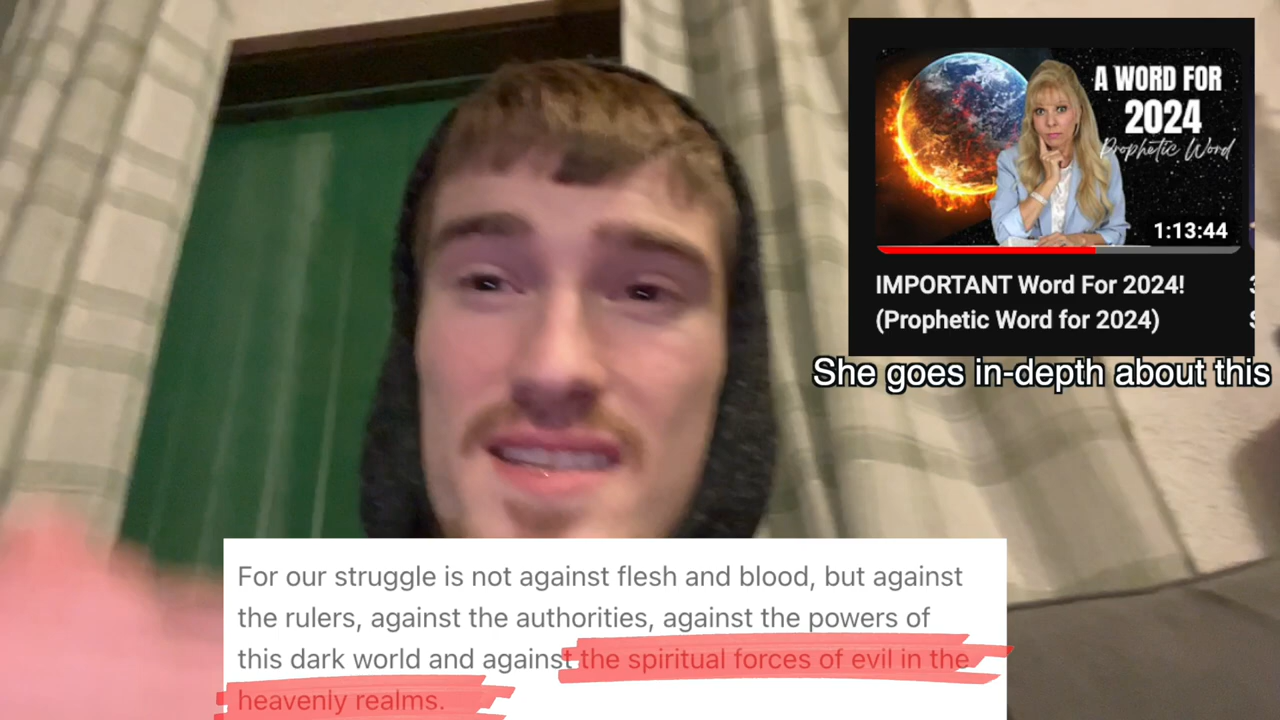 A WORD FOR
2024
Prophetic Word
1:13:44
IMPORTANT Word For 2024!
(Prophetic Word for 2024)
She goes in-depth about this
For our struggle is not against flesh and blood, but against
the rulers, against the authorities, against the powers of
this dark world and against the spiritual forces of evil in the
heavenly realms.